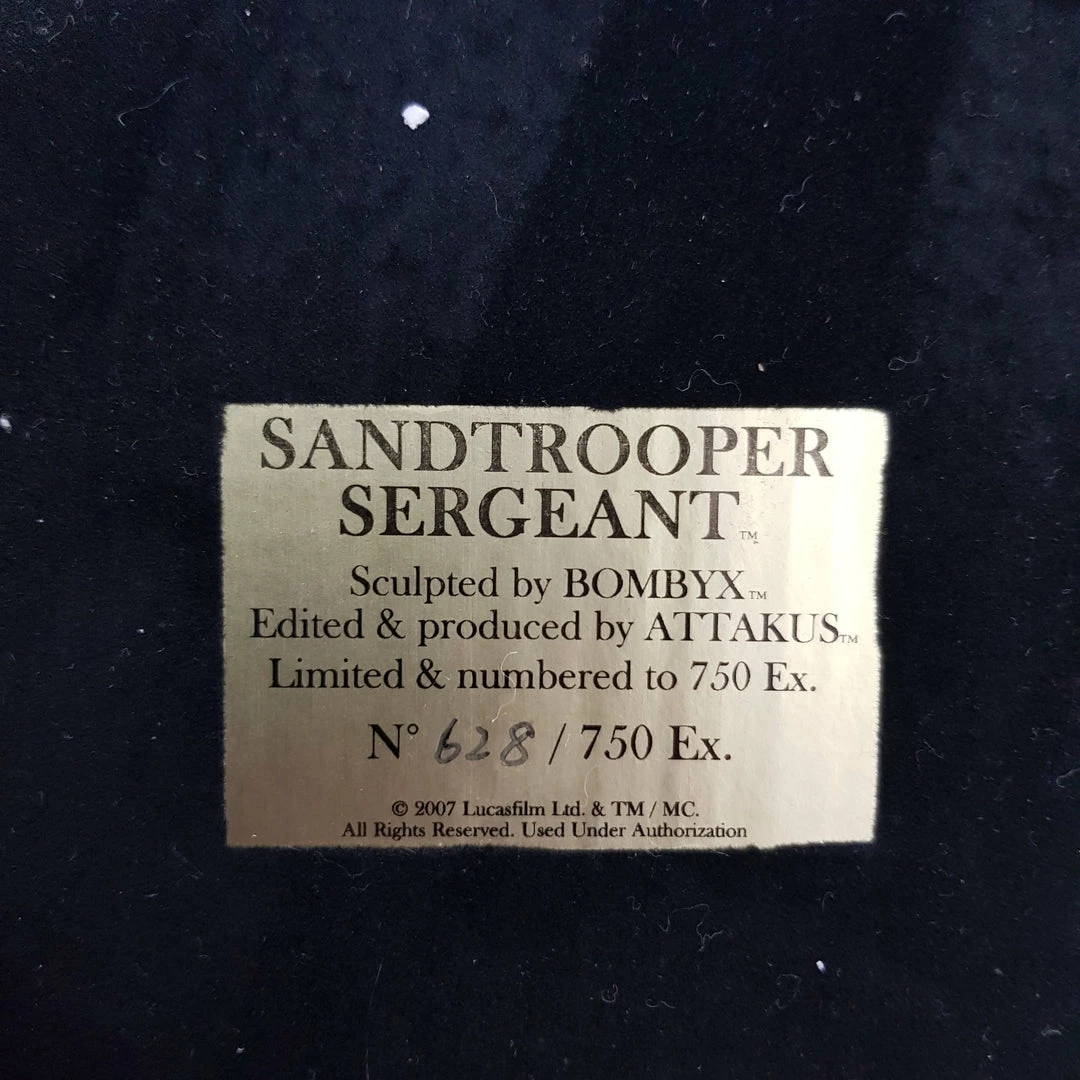 SANDTROOPER
SERGEANT™
Sculpted by BOMBYX™
Edited & produced by ATTAKUS™
Limited & numbered to 750 Ex.
N° 628 / 750 Ex.
© 2007 Lucasfilm Ltd. & TM / MC.
All Rights Reserved. Used Under Authorization